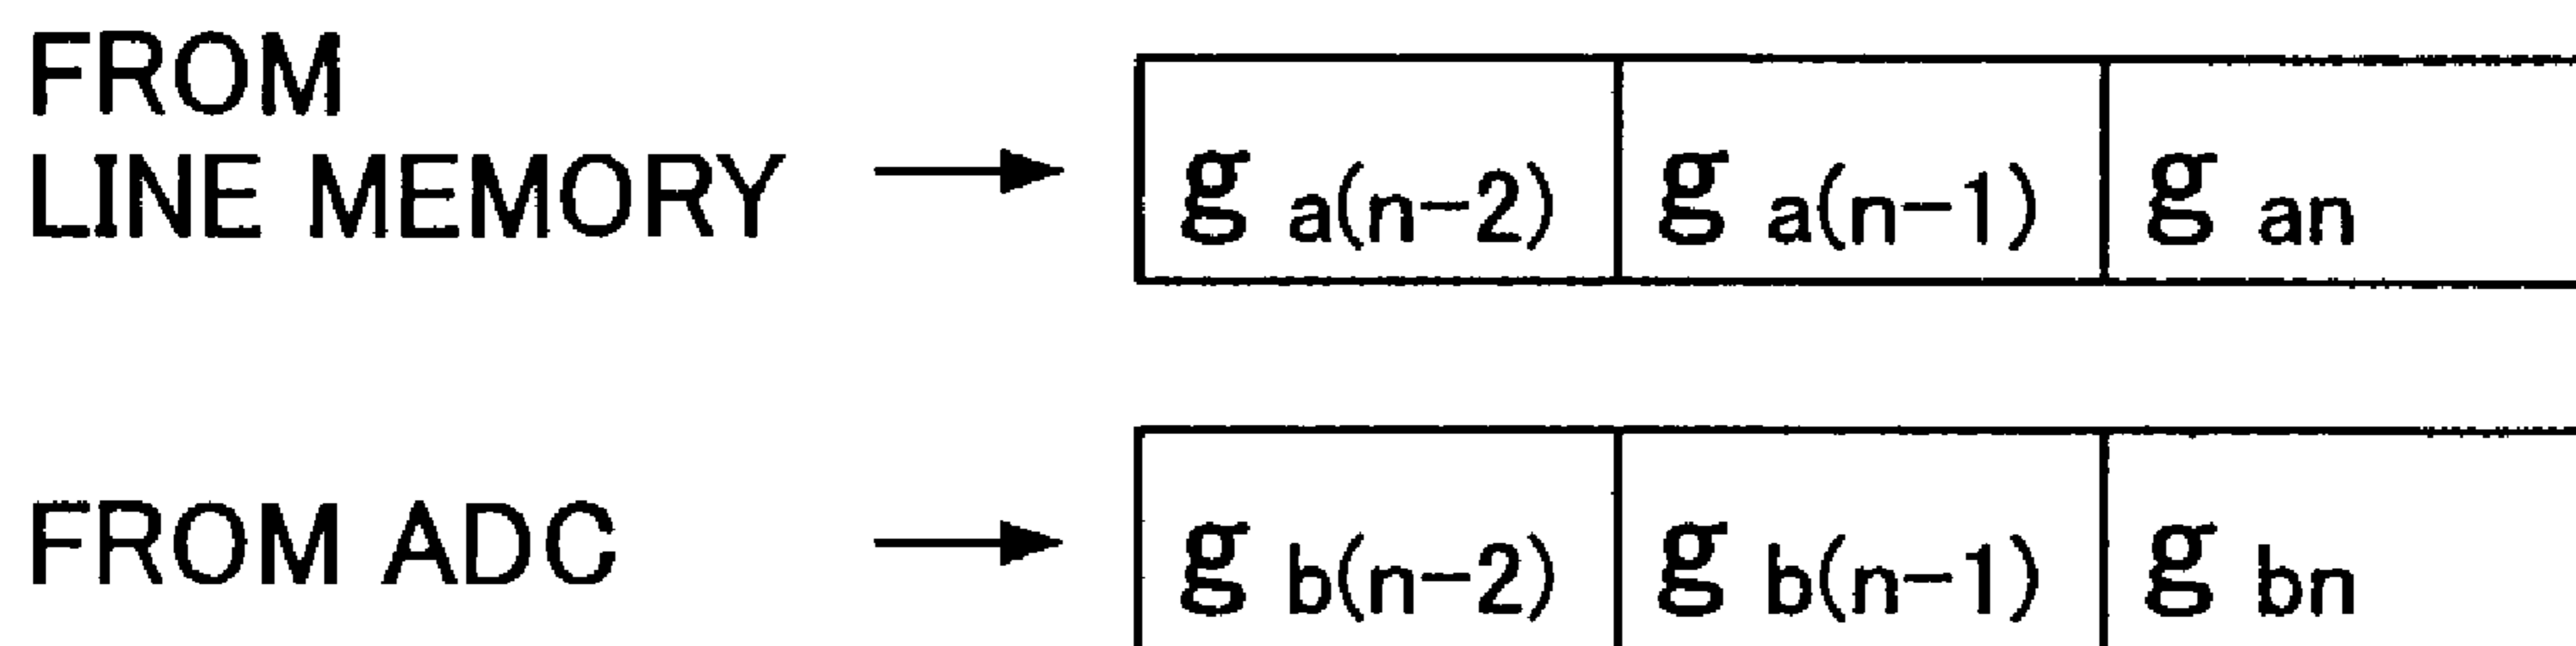 FROM
LINE MEMORY → g a(n-2) g a(n-1) g an
FROM ADC → g b(n-2) g b(n-1) g bn